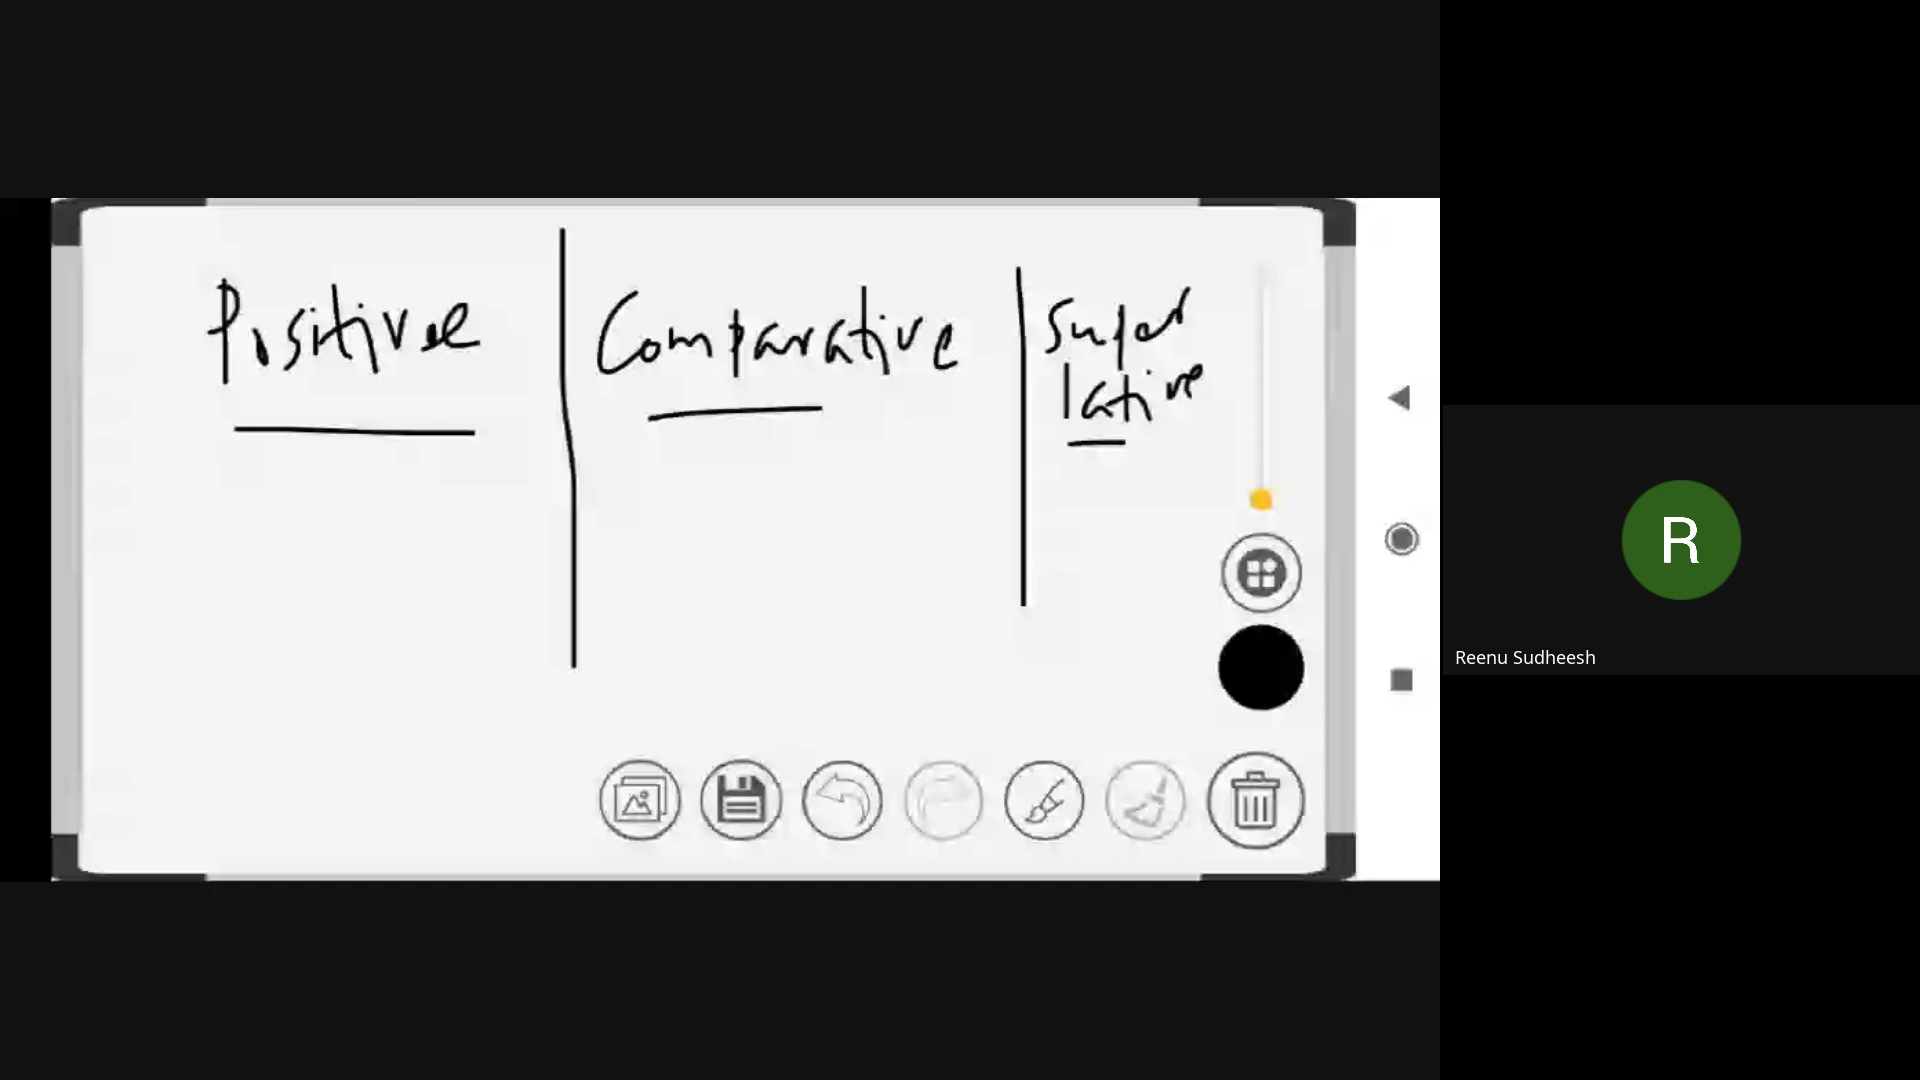 Positive
Comparative
Super
lative
R
Reenu Sudheesh